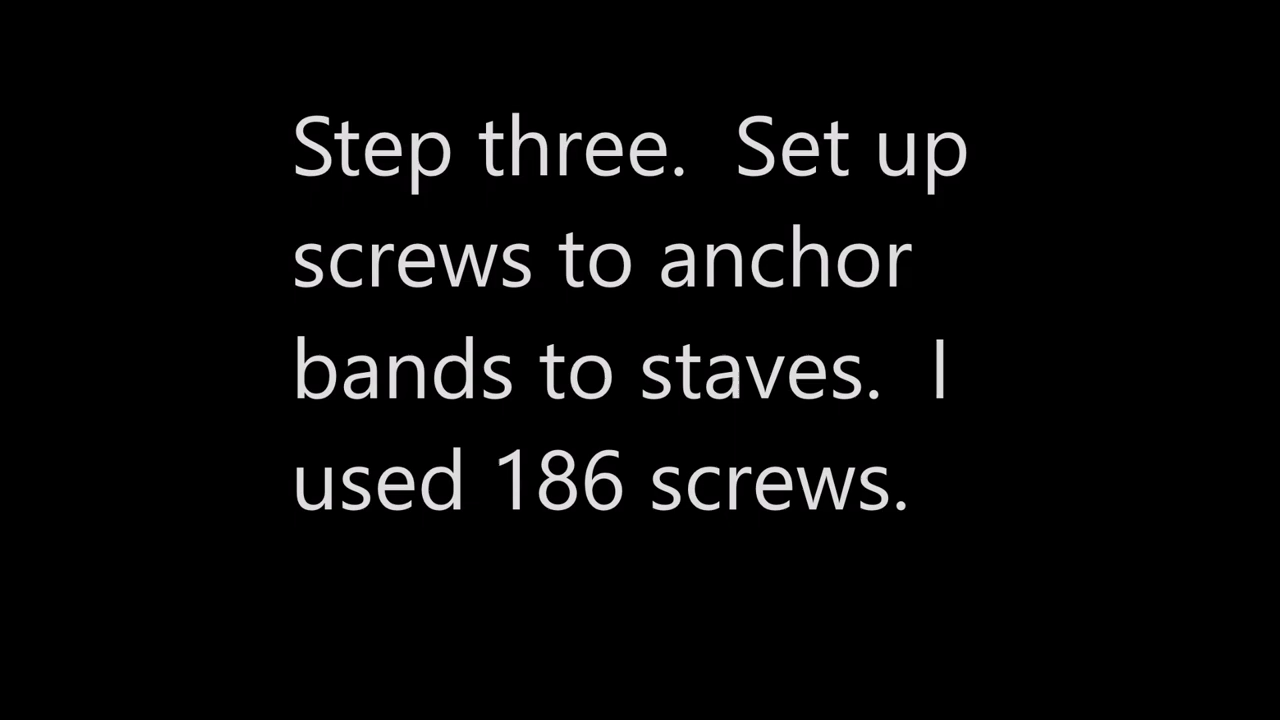 Step three.  Set up
screws to anchor
bands to staves.  I
used 186 screws.